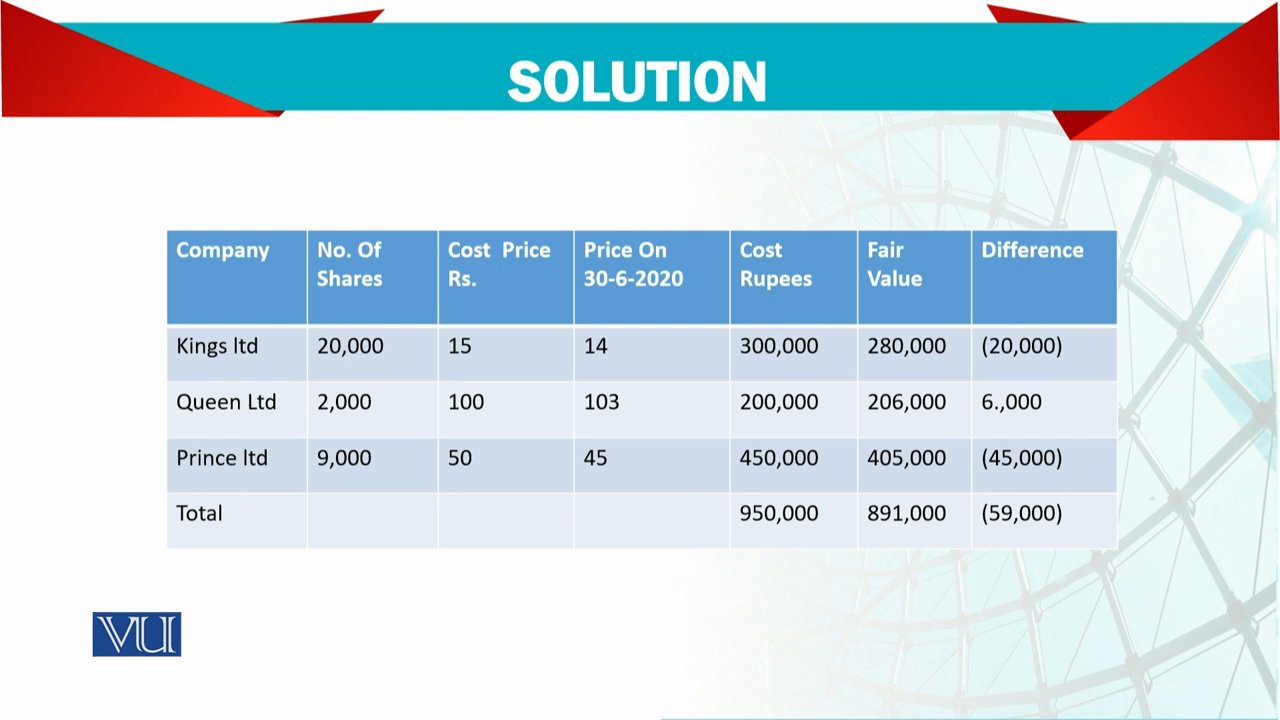 SOLUTION
Company No. Of Shares Cost Price Rs. Price On 30-6-2020 Cost Rupees Fair Value Difference
Kings ltd 20,000 15 14 300,000 280,000 (20,000)
Queen Ltd 2,000 100 103 200,000 206,000 6.,000
Prince ltd 9,000 50 45 450,000 405,000 (45,000)
Total 950,000 891,000 (59,000)
VU